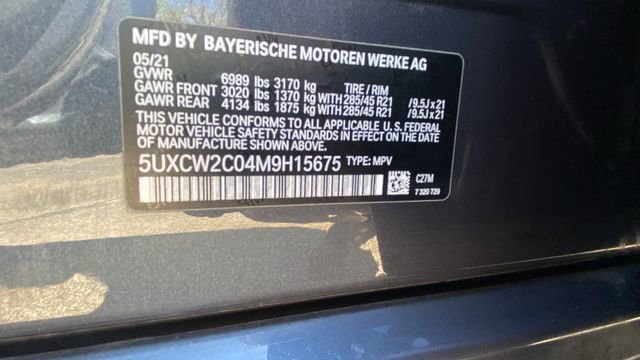 MFD BY BAYERISCHE MOTOREN WERKE AG
05/21
GVWR 6989 lbs 3170 kg TIRE / RIM
GAWR FRONT 3020 lbs 1370 kg WITH 285/45 R21 /9.5J x 21
GAWR REAR 4134 lbs 1875 kg WITH 285/45 R21 /9.5J x 21
THIS VEHICLE CONFORMS TO ALL APPLICABLE U. S. FEDERAL
MOTOR VEHICLE SAFETY STANDARDS IN EFFECT ON THE DATE
OF MANUFACTURE SHOWN ABOVE.
5UXCW2C04M9H15675 TYPE: MPV
C27M
7 320 729